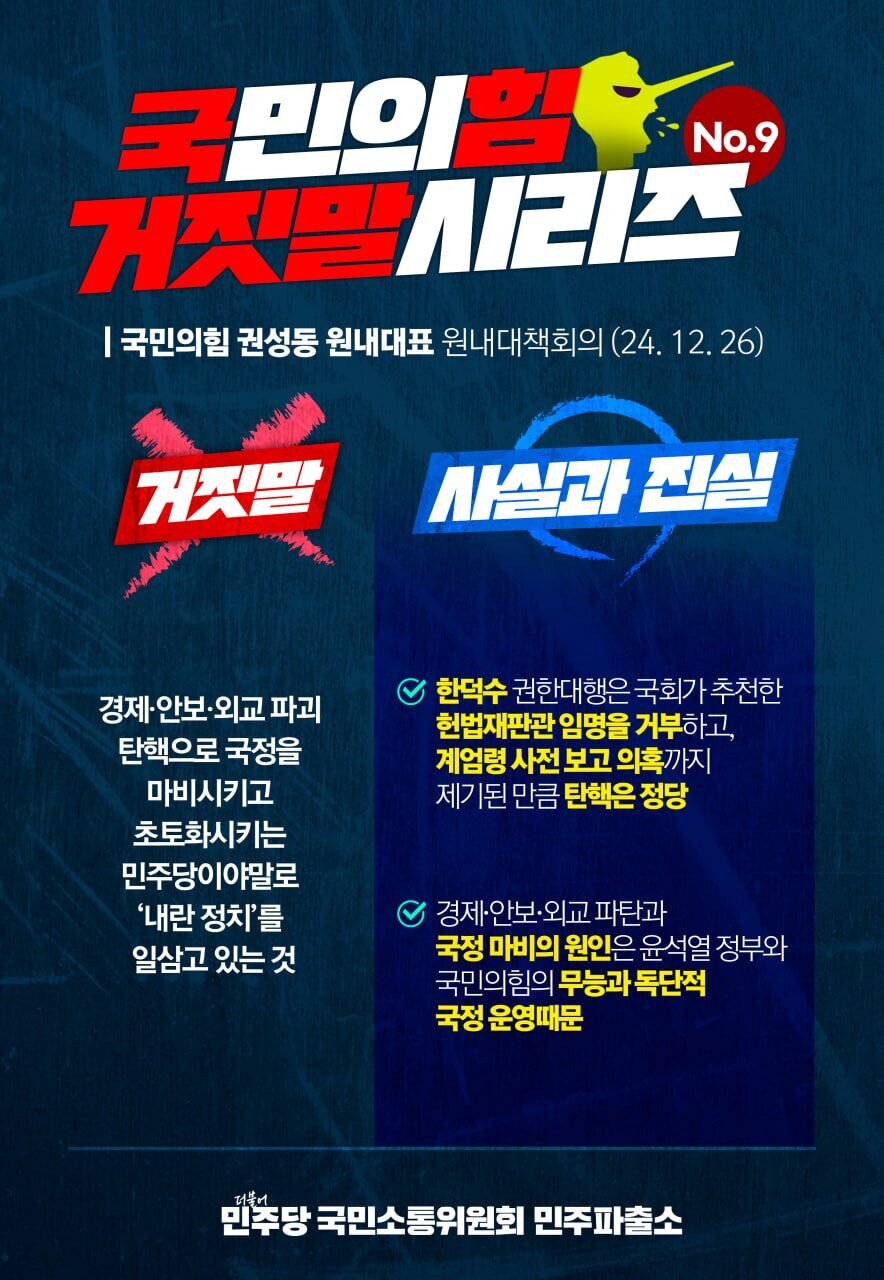 국민의힘
No.9
거짓말시리즈
| 국민의힘 권성동 원내대표 원내대책회의 (24. 12. 26)
거짓말
경제·안보·외교 파괴
탄핵으로 국정을
마비시키고
초토화시키는
민주당이야말로
‘내란 정치’를
일삼고 있는 것
사실과 진실
한덕수 권한대행은 국회가 추천한
헌법재판관 임명을 거부하고,
계엄령 사전 보고 의혹까지
제기된 만큼 탄핵은 정당
경제·안보·외교 파탄과
국정 마비의 원인은 윤석열 정부와
국민의힘의 무능과 독단적
국정 운영때문
더불어
민주당 국민소통위원회 민주파출소